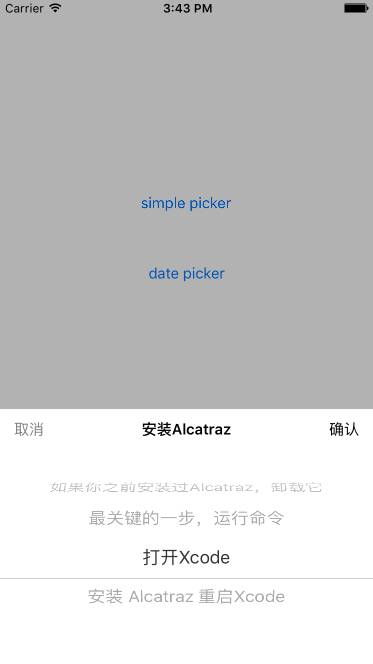 Carrier 3:43 PM
simple picker
date picker
取消 安装Alcatraz 确认
如果你之前安装过Alcatraz，卸载它
最关键的一步，运行命令
打开Xcode
安装 Alcatraz 重启Xcode